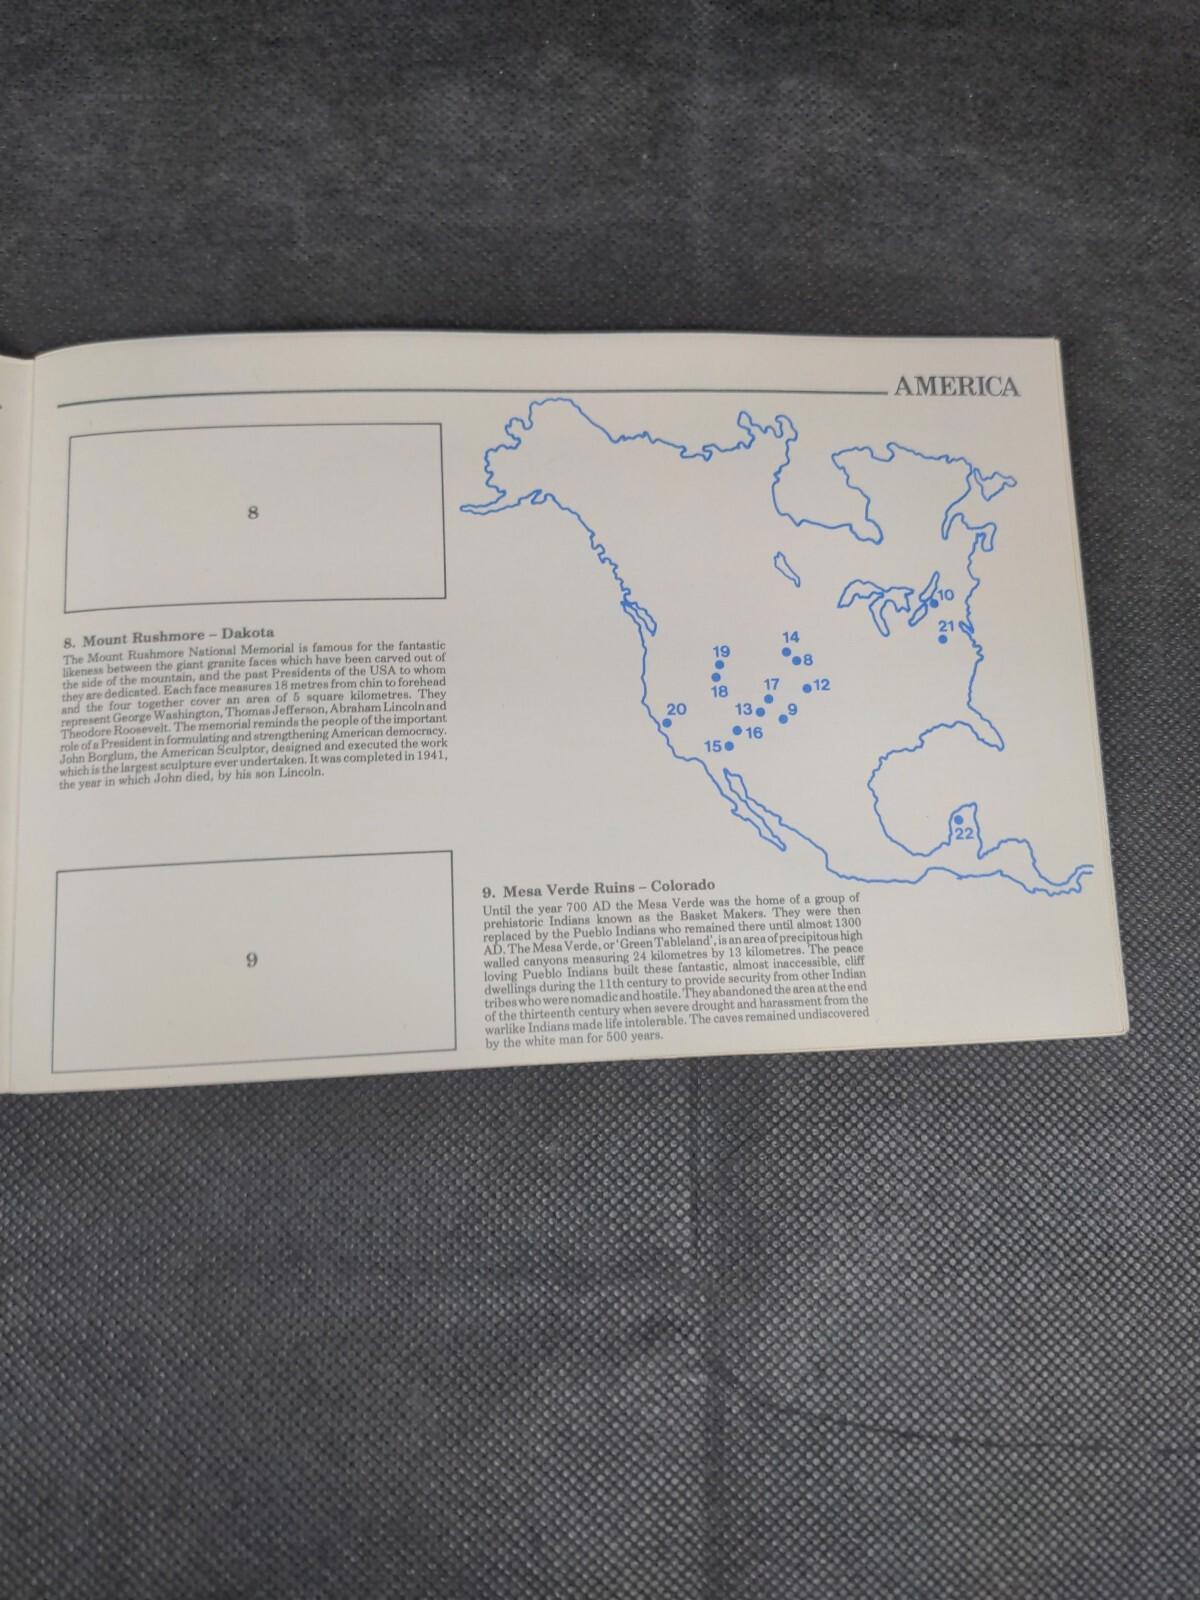 AMERICA
8
8. Mount Rushmore – Dakota
The Mount Rushmore National Memorial is famous for the fantastic
likeness between the giant granite faces which have been carved out of
the side of the mountain, and the past Presidents of the USA to whom
they are dedicated. Each face measures 18 metres from chin to forehead
and the four together cover an area of 5 square kilometres. They
represent George Washington, Thomas Jefferson, Abraham Lincoln and
Theodore Roosevelt. The memorial reminds the people of the important
role of a President in formulating and strengthening American democracy.
John Borglum, the American Sculptor, designed and executed the work
which is the largest sculpture ever undertaken. It was completed in 1941,
the year in which John died, by his son Lincoln.
10
21
14
8
19
18
12
17
13
9
20
16
15
22
9
9. Mesa Verde Ruins – Colorado
Until the year 700 AD the Mesa Verde was the home of a group of
prehistoric Indians known as the Basket Makers. They were then
replaced by the Pueblo Indians who remained there until almost 1300
AD. The Mesa Verde, or 'Green Tableland', is an area of precipitous high
walled canyons measuring 24 kilometres by 13 kilometres. The peace
loving Pueblo Indians built these fantastic, almost inaccessible, cliff
dwellings during the 11th century to provide security from other Indian
tribes who were nomadic and hostile. They abandoned the area at the end
of the thirteenth century when severe drought and harassment from the
warlike Indians made life intolerable. The caves remained undiscovered
by the white man for 500 years.